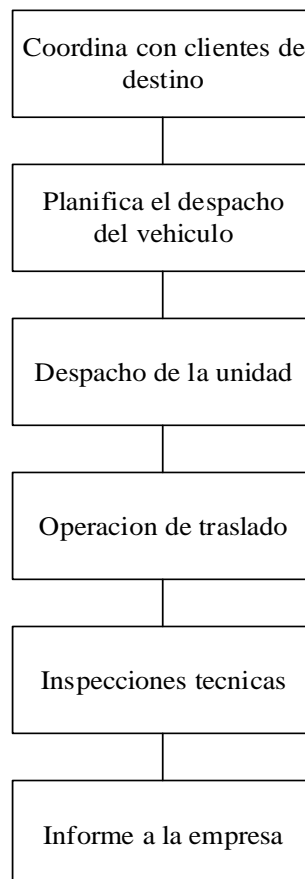 Coordina con clientes de
destino
Planifica el despacho
del vehiculo
Despacho de la unidad
Operacion de traslado
Inspecciones tecnicas
Informe a la empresa